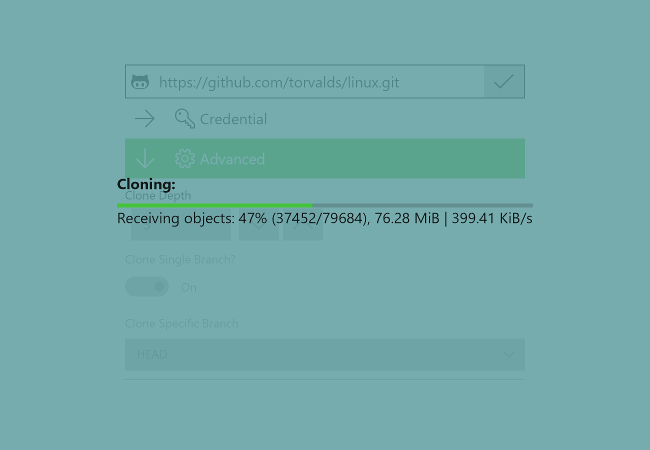 https://github.com/torvalds/linux.git
Credential
Advanced
Cloning:
Clone Depth
Receiving objects: 47% (37452/79684), 76.28 MiB | 399.41 KiB/s
Clone Single Branch?
On
Clone Specific Branch
HEAD